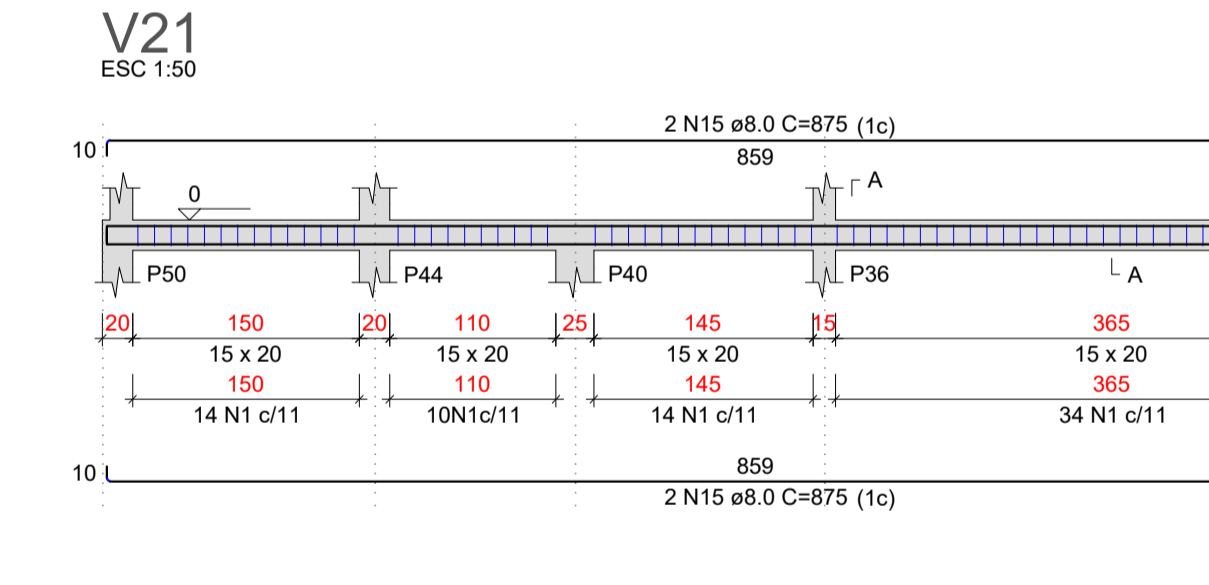 V21
ESC 1:50
2 N15 ø8.0 C=875 (1c)
10
859
0
A
P50
P44
P40
P36
A
20 150 20 110 25 145 15 365
15 x 20 15 x 20 15 x 20 15 x 20
150 110 145 365
14 N1 c/11 10N1c/11 14 N1 c/11 34 N1 c/11
10
859
2 N15 ø8.0 C=875 (1c)